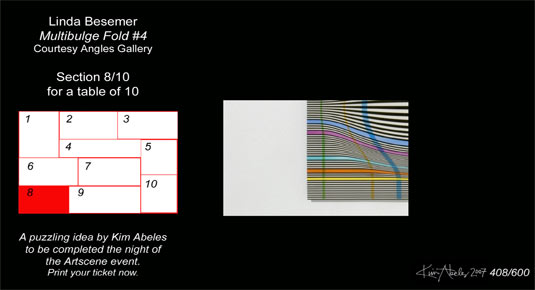 Linda Besemer
Multibulge Fold #4
Courtesy Angles Gallery
Section 8/10
for a table of 10
1 2 3
4 5
6 7
10
8 9
A puzzling idea by Kim Abeles
to be completed the night of
the Artscene event.
Print your ticket now.
Kim Abeles 2007 408/600